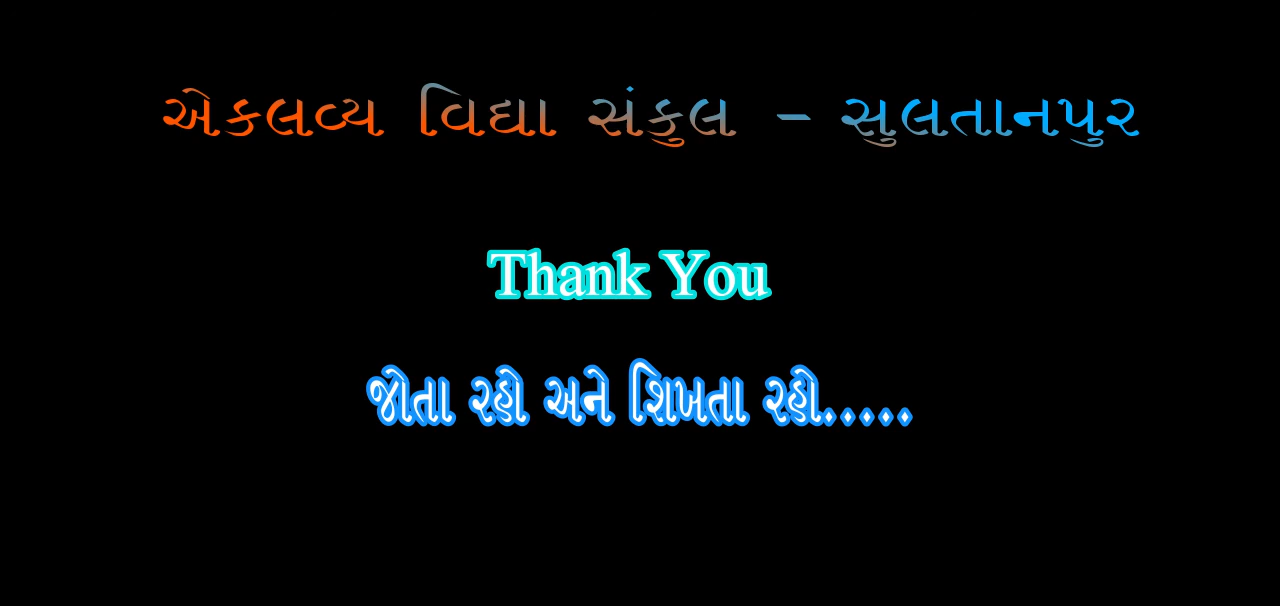 એકલવ્ય વિદ્યા સંકુલ - સુલતાનપુર
Thank You
જોતા રહો અને શિખતા રહો.....